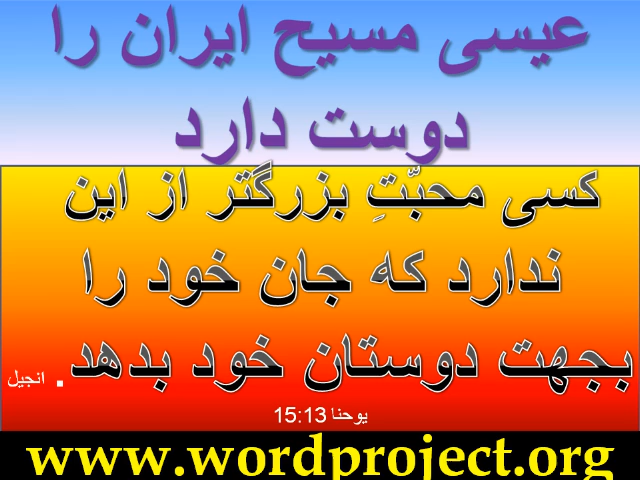 عیسی مسیح ایران را
دوست دارد
کسی محبّتِ بزرگتر از این
ندارد که جان خود را
بجهت دوستان خود بدهد. انجیل
یوحنا 15:13
www.wordproject.org